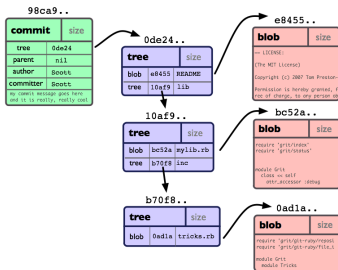 98ca9..
commit size
tree 0de24
parent nil
author Scott
committer Scott
my commit message goes here
and it is really, really cool
0de24..
tree size
blob e8455 README
tree 10af9 lib
10af9..
tree size
blob bc52a mylib.rb
tree b70f8 inc
b70f8..
tree size
blob 0ad1a tricks.rb
e8455..
blob size
== LICENSE:
(The MIT License)
Copyright (c) 2007 Tom Preston-
Permission is hereby granted, f
ree of charge, to any person ob
bc52a..
blob size
require 'grit/index'
require 'grit/status'
module Grit
class << self
attr_accessor :debug
0ad1a..
blob size
require 'grit/git-ruby/reposi
require 'grit/git-ruby/file_i
module Grit
module Tricks